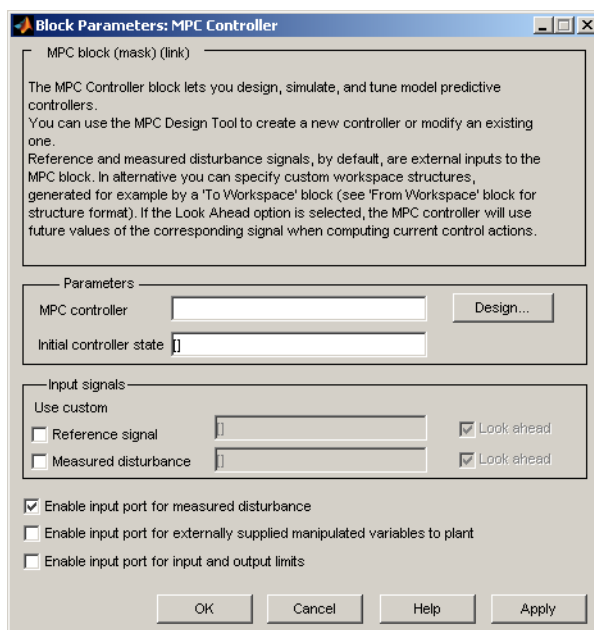 Block Parameters: MPC Controller
MPC block (mask) (link)
The MPC Controller block lets you design, simulate, and tune model predictive
controllers.
You can use the MPC Design Tool to create a new controller or modify an existing
one.
Reference and measured disturbance signals, by default, are external inputs to the
MPC block. In alternative you can specify custom workspace structures,
generated for example by a 'To Workspace' block (see 'From Workspace' block for
structure format). If the Look Ahead option is selected, the MPC controller will use
future values of the corresponding signal when computing current control actions.
Parameters
MPC controller Design...
Initial controller state []
Input signals
Use custom
Reference signal [] Look ahead
Measured disturbance [] Look ahead
Enable input port for measured disturbance
Enable input port for externally supplied manipulated variables to plant
Enable input port for input and output limits
OK Cancel Help Apply